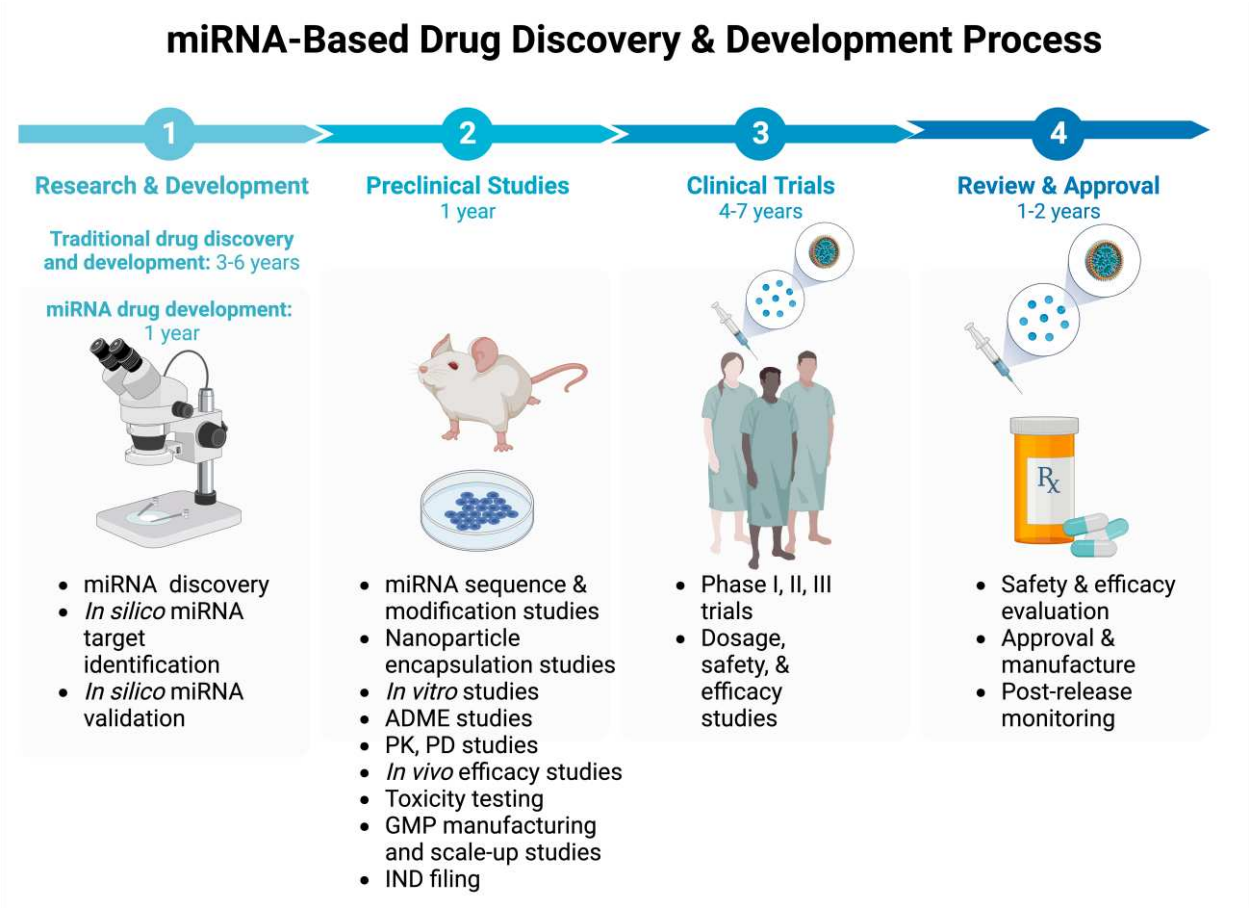 miRNA-Based Drug Discovery & Development Process
1
2
3
4
Research & Development
Traditional drug discovery
and development: 3-6 years
miRNA drug development:
1 year
• miRNA discovery
• In silico miRNA
target
identification
• In silico miRNA
validation
Preclinical Studies
1 year
• miRNA sequence &
modification studies
• Nanoparticle
encapsulation studies
• In vitro studies
• ADME studies
• PK, PD studies
• In vivo efficacy studies
• Toxicity testing
• GMP manufacturing
and scale-up studies
• IND filing
Clinical Trials
4-7 years
• Phase I, II, III
trials
• Dosage,
safety, &
efficacy
studies
Review & Approval
1-2 years
Rx
• Safety & efficacy
evaluation
• Approval &
manufacture
• Post-release
monitoring